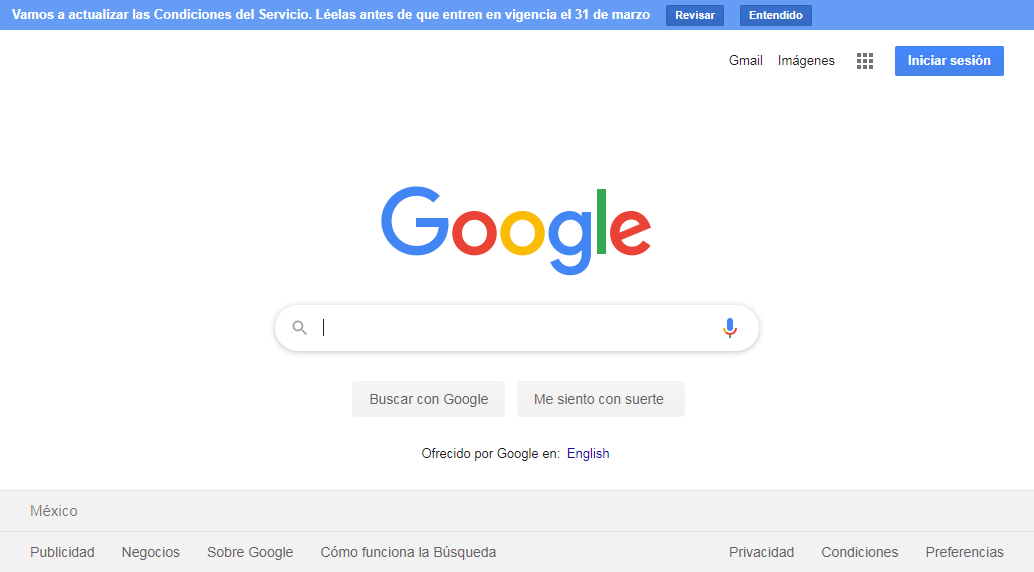 Vamos a actualizar las Condiciones del Servicio. Léelas antes de que entren en vigencia el 31 de marzo Revisar Entendido
Gmail Imágenes Iniciar sesión
Google
Buscar con Google Me siento con suerte
Ofrecido por Google en: English
México
Publicidad Negocios Sobre Google Cómo funciona la Búsqueda Privacidad Condiciones Preferencias